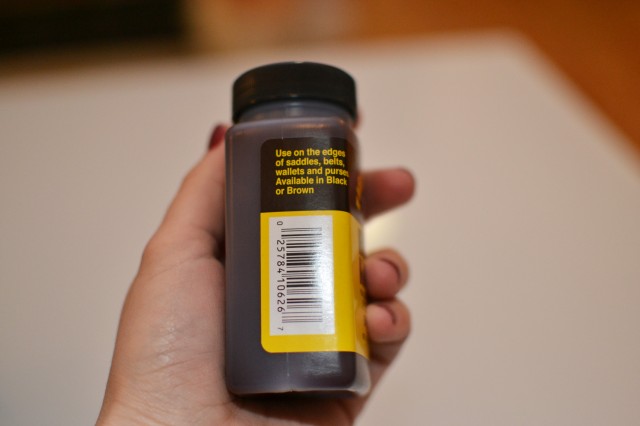 Use on the edges
of saddles, belts,
wallets and purses
Available in Black
or Brown
0 25784 10626 7